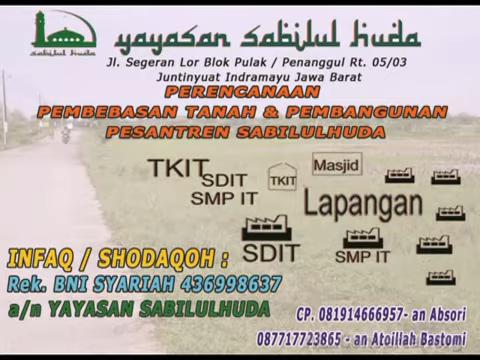 sabilul huda
yayasan sabilul huda
Jl. Segeran Lor Blok Pulak / Penanggul Rt. 05/03
Juntinyuat Indramayu Jawa Barat
PERENCANAAN
PEMBEBASAN TANAH & PEMBANGUNAN
PESANTREN SABILULHUDA
TKIT
SDIT
SMP IT
TKIT
Masjid
Lapangan
SDIT
SMP IT
INFAQ / SHODAQOH :
Rek. BNI SYARIAH 436998637
a/n YAYASAN SABILULHUDA
CP. 081914666957- an Absori
087717723865 - an Atoillah Bastomi